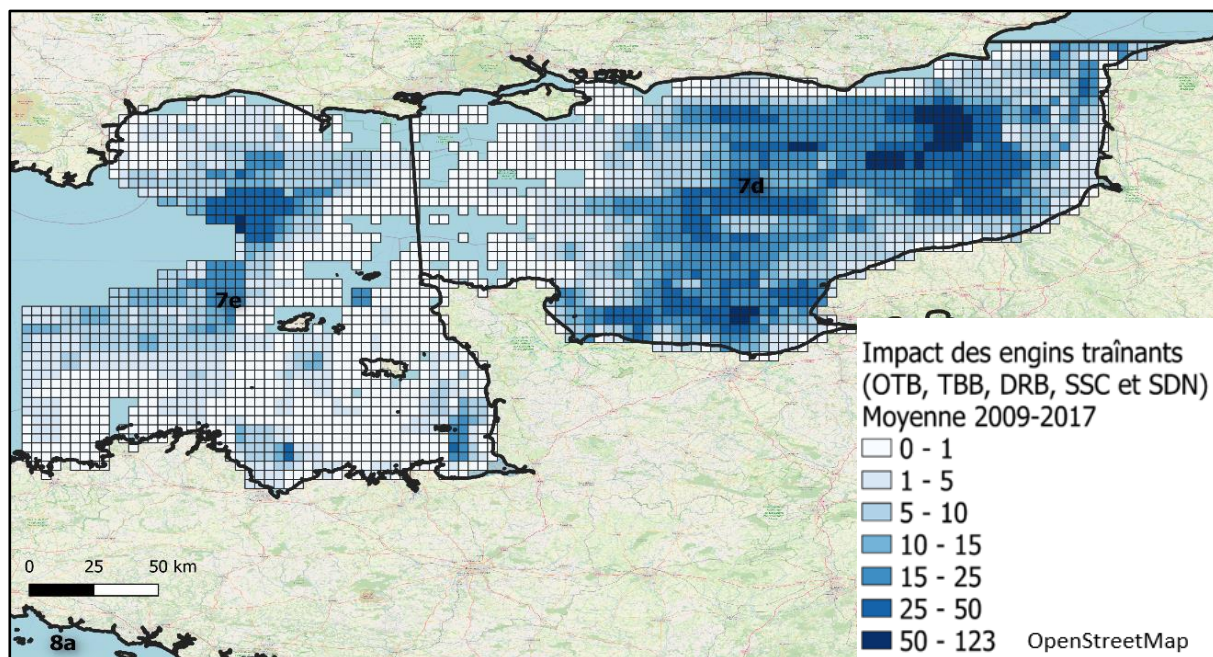 7d
7e
Impact des engins traînants
(OTB, TBB, DRB, SSC et SDN)
Moyenne 2009-2017
0 - 1
1 - 5
5 - 10
10 - 15
15 - 25
25 - 50
50 - 123
OpenStreetMap
0 25 50 km
8a